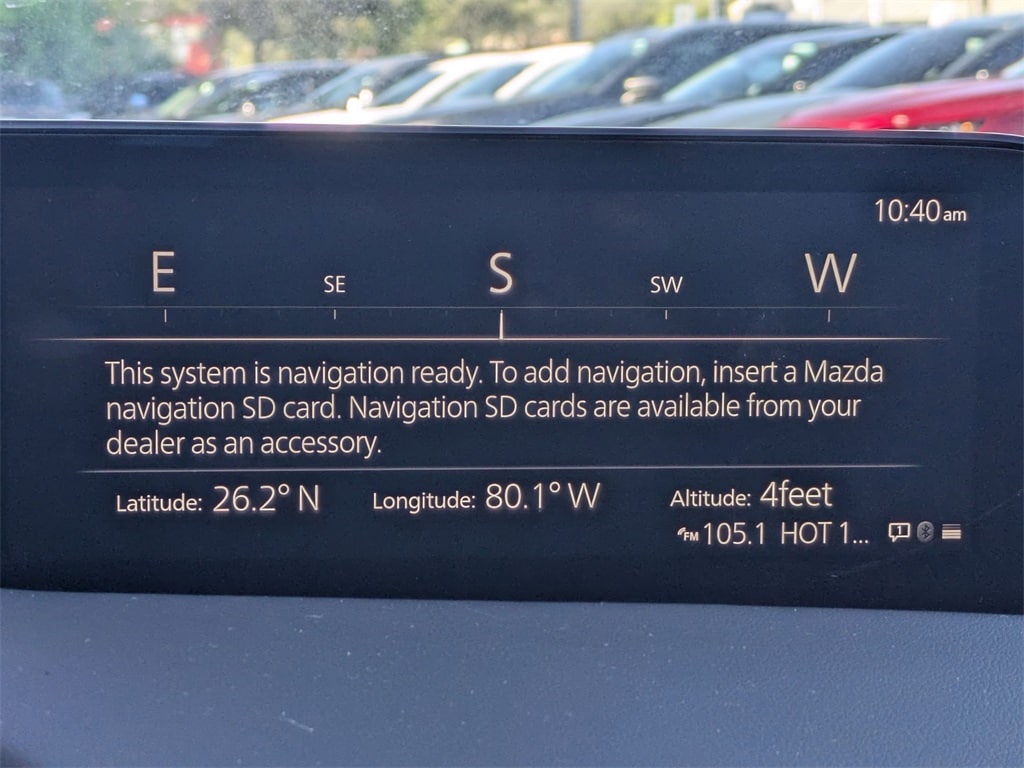 10:40am
E SE S SW W
This system is navigation ready. To add navigation, insert a Mazda
navigation SD card. Navigation SD cards are available from your
dealer as an accessory.
Latitude: 26.2° N Longitude: 80.1° W Altitude: 4feet
FM 105.1 HOT 1... 1